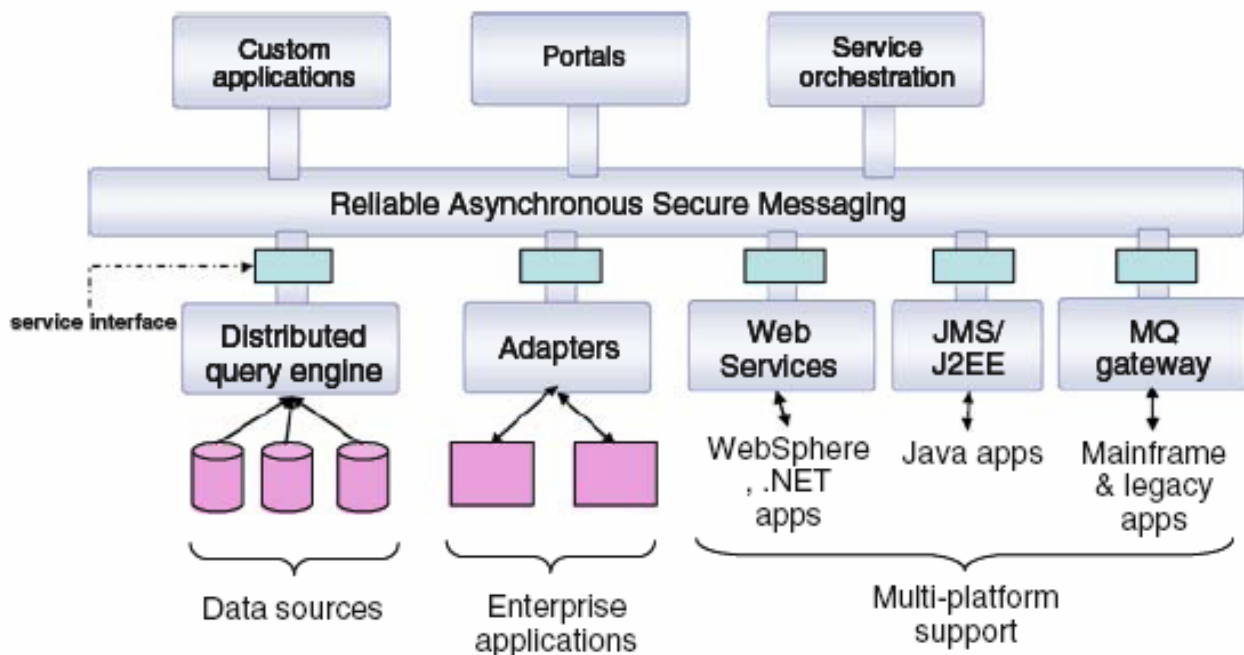 Custom
applications
Portals
Service
orchestration
Reliable Asynchronous Secure Messaging
service interface
Distributed
query engine
Adapters
Web
Services
JMS/
J2EE
MQ
gateway
WebSphere
, .NET
apps
Java apps
Mainframe
& legacy
apps
Data sources
Enterprise
applications
Multi-platform
support